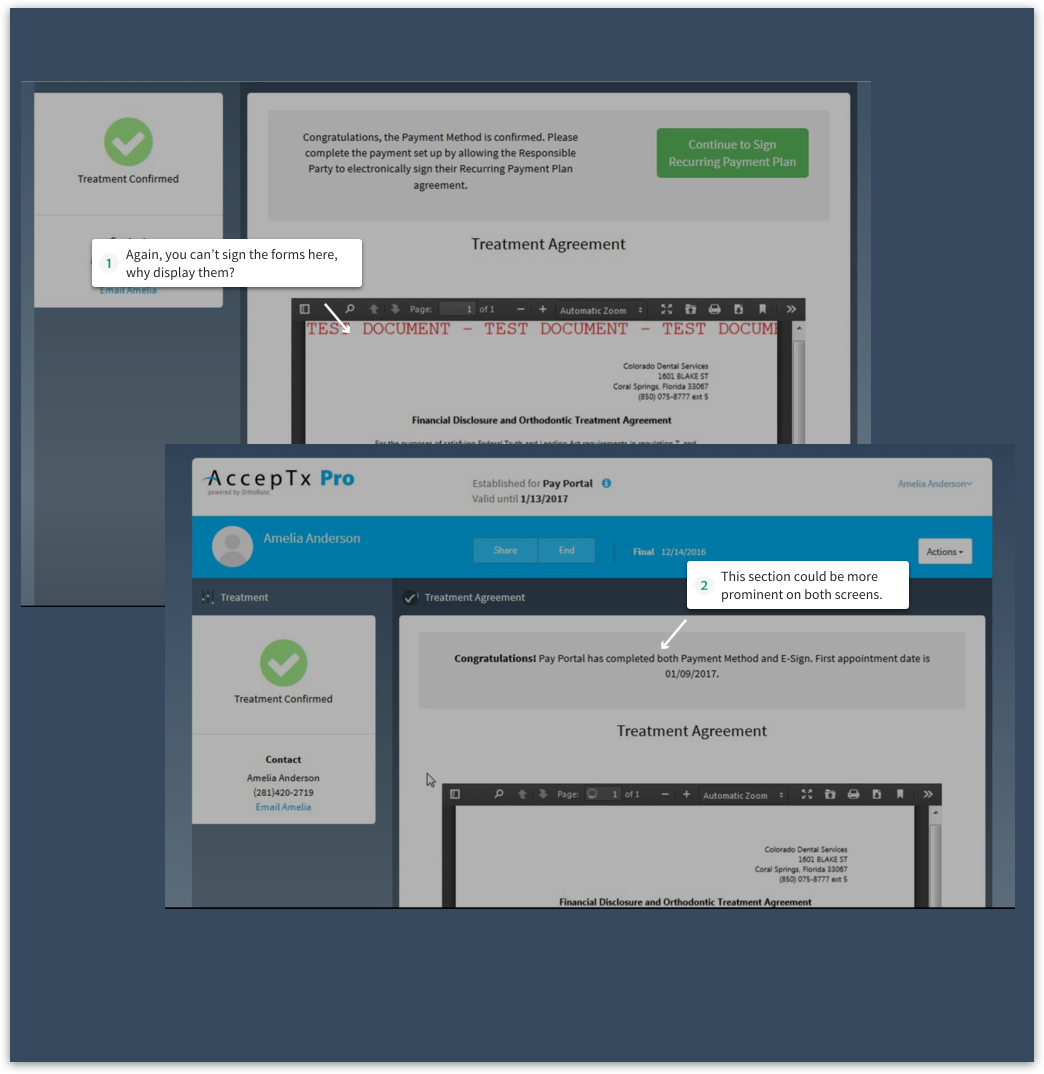 Treatment Confirmed
Email Amelia
Congratulations, the Payment Method is confirmed. Please
complete the payment set up by allowing the Responsible
Party to electronically sign their Recurring Payment Plan
agreement.
Continue to Sign
Recurring Payment Plan
Treatment Agreement
1 Again, you can't sign the forms here,
why display them?
Page: 1 of 1 Automatic Zoom
TEST DOCUMENT - TEST DOCUMENT - TEST DOCUM
Colorado Dental Services
1601 BLAKE ST
Coral Springs, Florida 33067
(850) 075-8777 ext 5
Financial Disclosure and Orthodontic Treatment Agreement
For the purposes of satisfying Federal Truth and Lending Act requirements in regulation Z, and
AccepTx Pro
powered by OrthoBanc
Established for Pay Portal
Valid until 1/13/2017
Amelia Anderson
Amelia Anderson
Share End Final 12/14/2016 Actions
2 This section could be more
prominent on both screens.
Treatment
Treatment Agreement
Treatment Confirmed
Contact
Amelia Anderson
(281)420-2719
Email Amelia
Congratulations! Pay Portal has completed both Payment Method and E-Sign. First appointment date is
01/09/2017.
Treatment Agreement
Page: 1 of 1 Automatic Zoom
Colorado Dental Services
1601 BLAKE ST
Coral Springs, Florida 33067
(850) 075-8777 ext 5
Financial Disclosure and Orthodontic Treatment Agreement